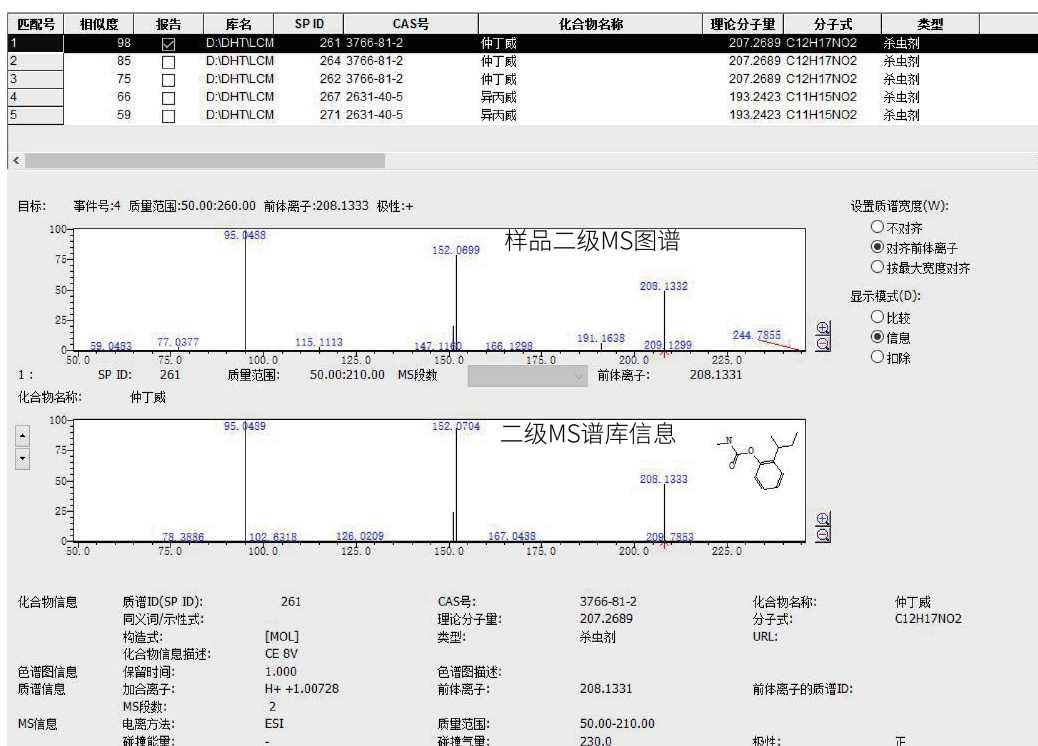 匹配号 相似度 报告 库名 SP ID CAS号 化合物名称 理论分子量 分子式 类型
1 98 D:\DHT\LCM 261 3766-81-2 仲丁威 207.2689 C12H17NO2 杀虫剂
2 85 D:\DHT\LCM 264 3766-81-2 仲丁威 207.2689 C12H17NO2 杀虫剂
3 75 D:\DHT\LCM 262 3766-81-2 仲丁威 207.2689 C12H17NO2 杀虫剂
4 66 D:\DHT\LCM 267 2631-40-5 异丙威 193.2423 C11H15NO2 杀虫剂
5 59 D:\DHT\LCM 271 2631-40-5 异丙威 193.2423 C11H15NO2 杀虫剂
目标: 事件号:4 质量范围:50.00:260.00 前体离子:208.1333 极性:+
设置质谱宽度(W):
不对齐
对齐前体离子
按最大宽度对齐
显示模式(D):
比较
信息
扣除
样品二级MS图谱
100
75
50
25
0
95.0488
152.0699
208.1332
59.0483 77.0377 115.1113 147.1160 166.1298 191.1638 209.1299 244.7855
50.0 75.0 100.0 125.0 150.0 175.0 200.0 225.0
1: SP ID: 261 质量范围: 50.00:210.00 MS段数 前体离子: 208.1331
化合物名称: 仲丁威
二级MS谱库信息
100
75
50
25
0
95.0489 152.0704
208.1333
N
O
O
78.3886 102.6318 126.0209 167.0488 209.7853
50.0 75.0 100.0 125.0 150.0 175.0 200.0 225.0
化合物信息 质谱ID(SP ID): 261 CAS号: 3766-81-2 化合物名称: 仲丁威
同义词/示性式: 理论分子量: 207.2689 分子式: C12H17NO2
构造式: [MOL] 类型: 杀虫剂 URL:
化合物信息描述: CE 8V
色谱图信息 保留时间: 1.000 色谱图描述:
质谱信息 加合离子: H+ +1.00728 前体离子: 208.1331 前体离子的质谱ID:
MS段数: 2
MS信息 电离方法: ESI 质量范围: 50.00-210.00
碰撞能量: - 碰撞气量: 230.0 极性: 正